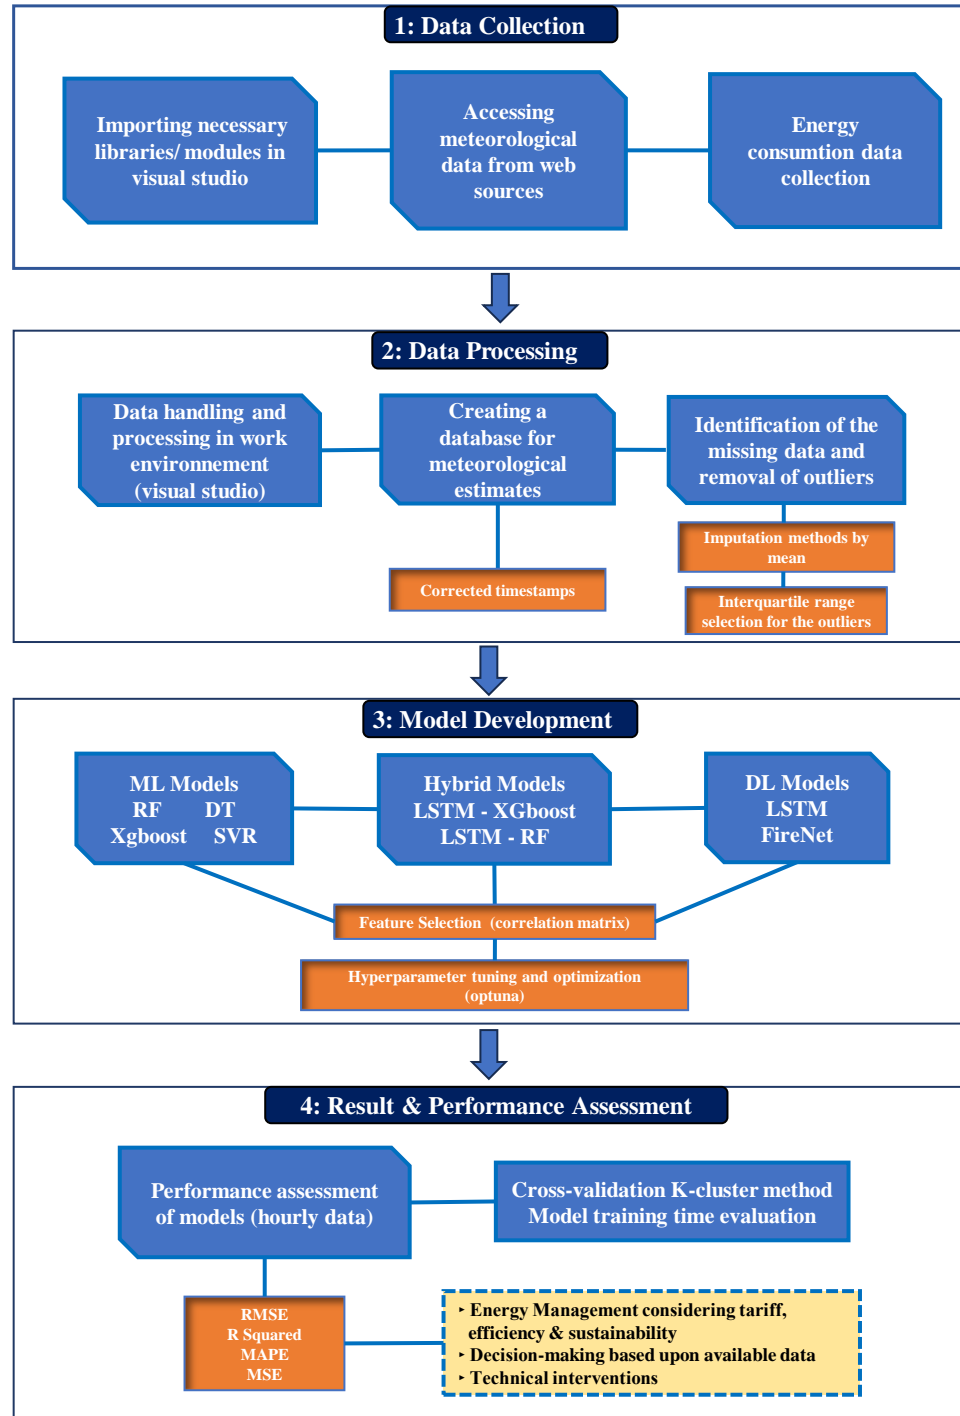 1: Data Collection
Importing necessary
libraries/ modules in
visual studio
Accessing
meteorological
data from web
sources
Energy
consumtion data
collection
2: Data Processing
Data handling and
processing in work
environnement
(visual studio)
Creating a
database for
meteorological
estimates
Identification of the
missing data and
removal of outliers
Corrected timestamps
Imputation methods by
mean
Interquartile range
selection for the outliers
3: Model Development
ML Models
RF DT
Xgboost SVR
Hybrid Models
LSTM - XGboost
LSTM - RF
DL Models
LSTM
FireNet
Feature Selection (correlation matrix)
Hyperparameter tuning and optimization
(optuna)
4: Result & Performance Assessment
Performance assessment
of models (hourly data)
Cross-validation K-cluster method
Model training time evaluation
RMSE
R Squared
MAPE
MSE
‣ Energy Management considering tariff,
efficiency & sustainability
‣ Decision-making based upon available data
‣ Technical interventions